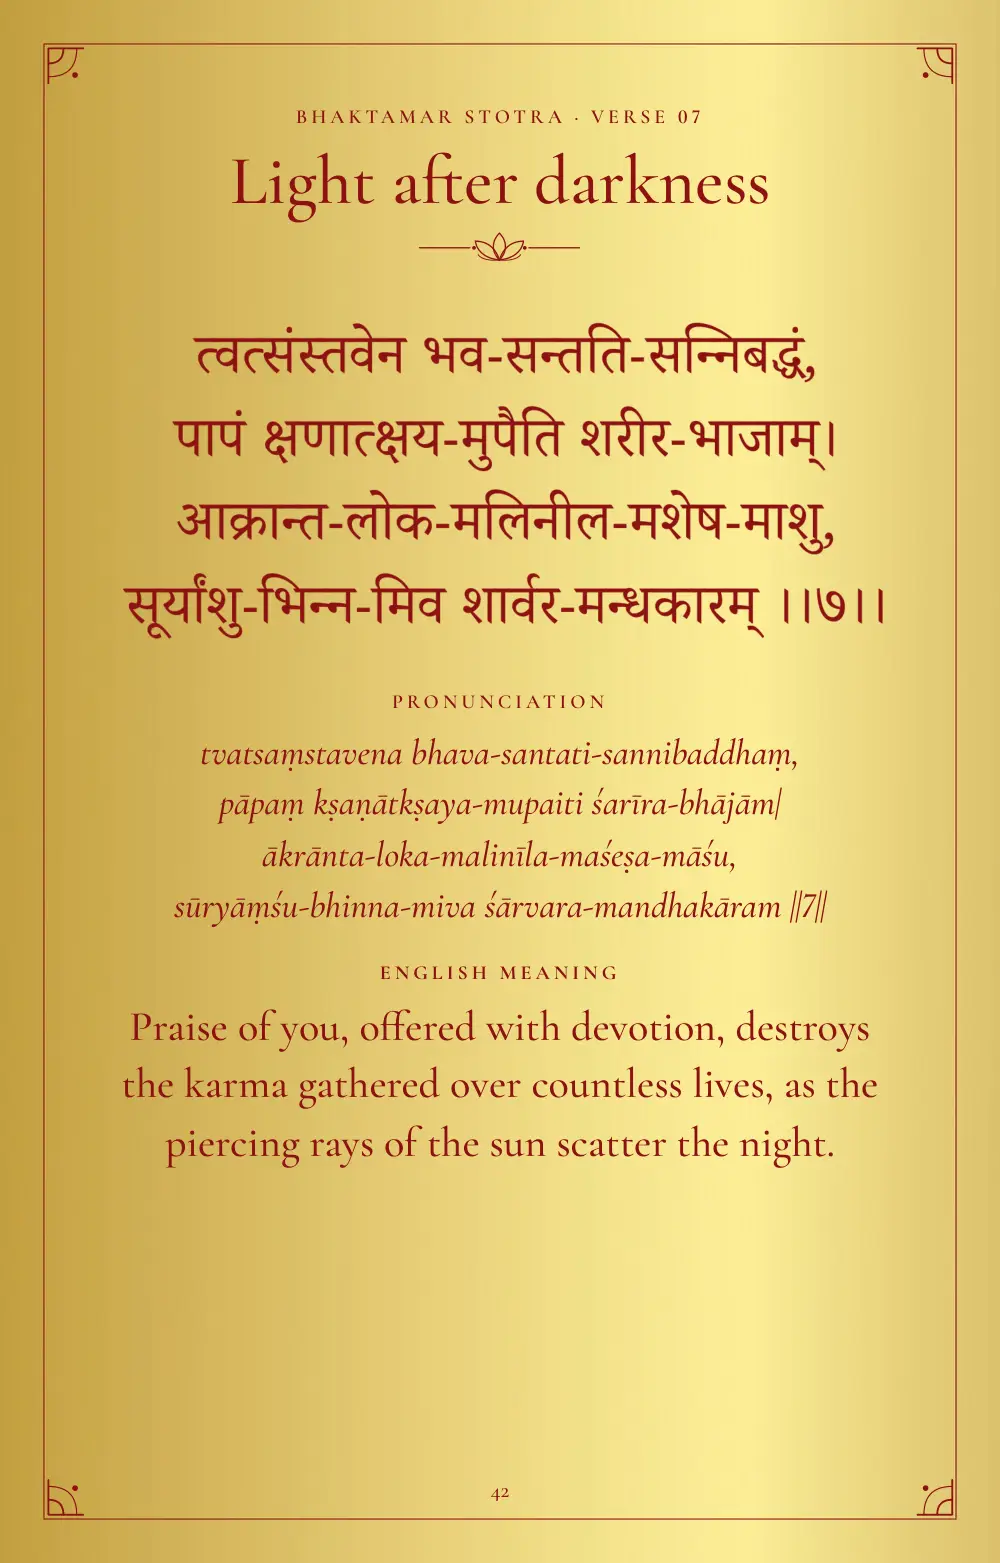 BHAKTAMAR STOTRA · VERSE 07
Light after darkness
त्वत्संस्तवेन भव-सन्तति-सन्निबद्धं,
पापं क्षणात्क्षय-मुपैति शरीर-भाजाम्।
आक्रान्त-लोक-मलिनील-मशेष-माशु,
सूर्यांशु-भिन्न-मिव शार्वर-मन्धकारम् ।।७।।
PRONUNCIATION
tvatsaṃstavena bhava-santati-sannibaddhaṃ,
pāpaṃ kṣaṇātkṣaya-mupaiti śarīra-bhājām|
ākrānta-loka-malinīla-maśeṣa-māśu,
sūryāṃśu-bhinna-miva śārvara-mandhakāram ||7||
ENGLISH MEANING
Praise of you, offered with devotion, destroys
the karma gathered over countless lives, as the
piercing rays of the sun scatter the night.
42